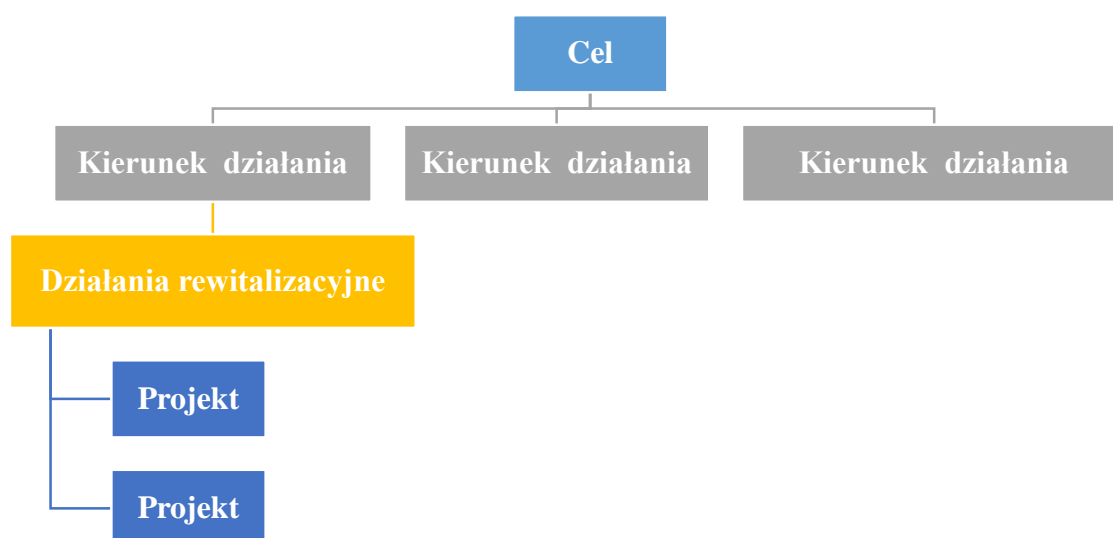 Cel
Kierunek działania
Kierunek działania
Kierunek działania
Działania rewitalizacyjne
Projekt
Projekt